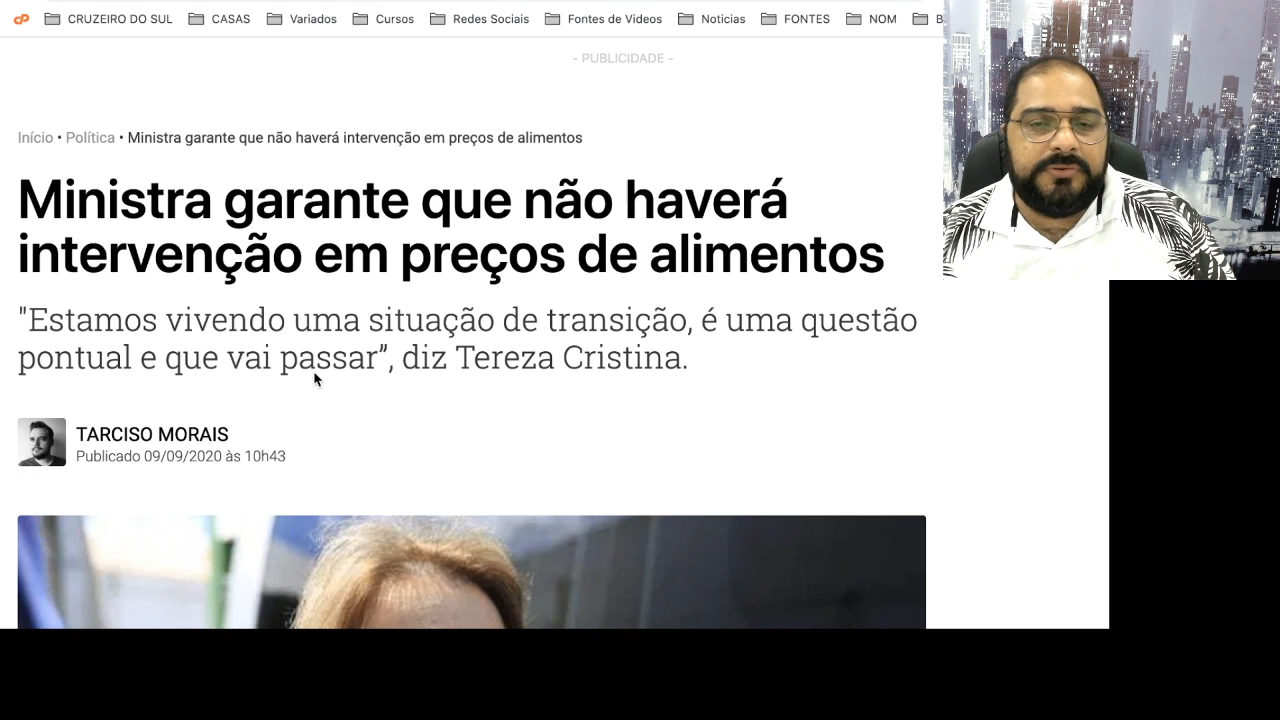 CRUZEIRO DO SUL CASAS Variados Cursos Redes Sociais Fontes de Videos Noticias FONTES NOM B
- PUBLICIDADE -
Início • Política • Ministra garante que não haverá intervenção em preços de alimentos
Ministra garante que não haverá
intervenção em preços de alimentos
"Estamos vivendo uma situação de transição, é uma questão
pontual e que vai passar”, diz Tereza Cristina.
TARCISO MORAIS
Publicado 09/09/2020 às 10h43